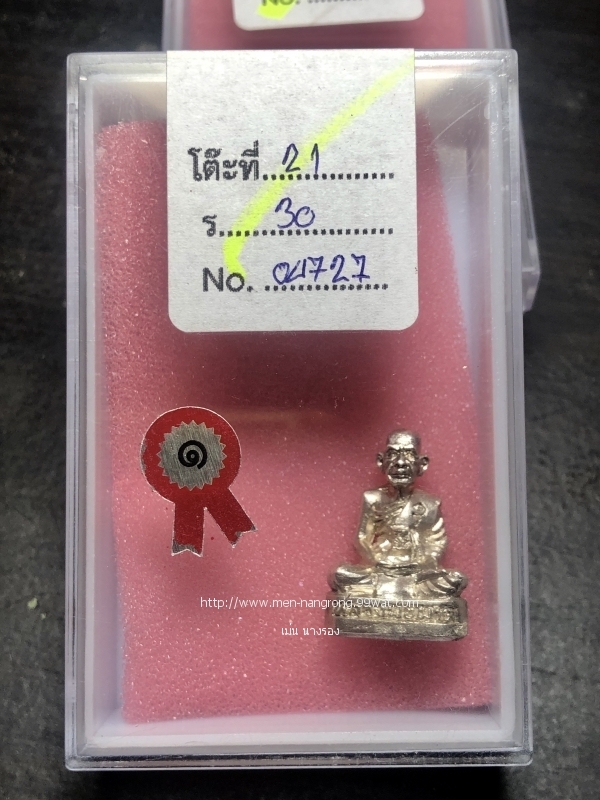 No. ................
โต๊ะที่ 21
ร 30
No. 04727
๑
http://www.men-nangrong.99wat.com
เมน นางรอง